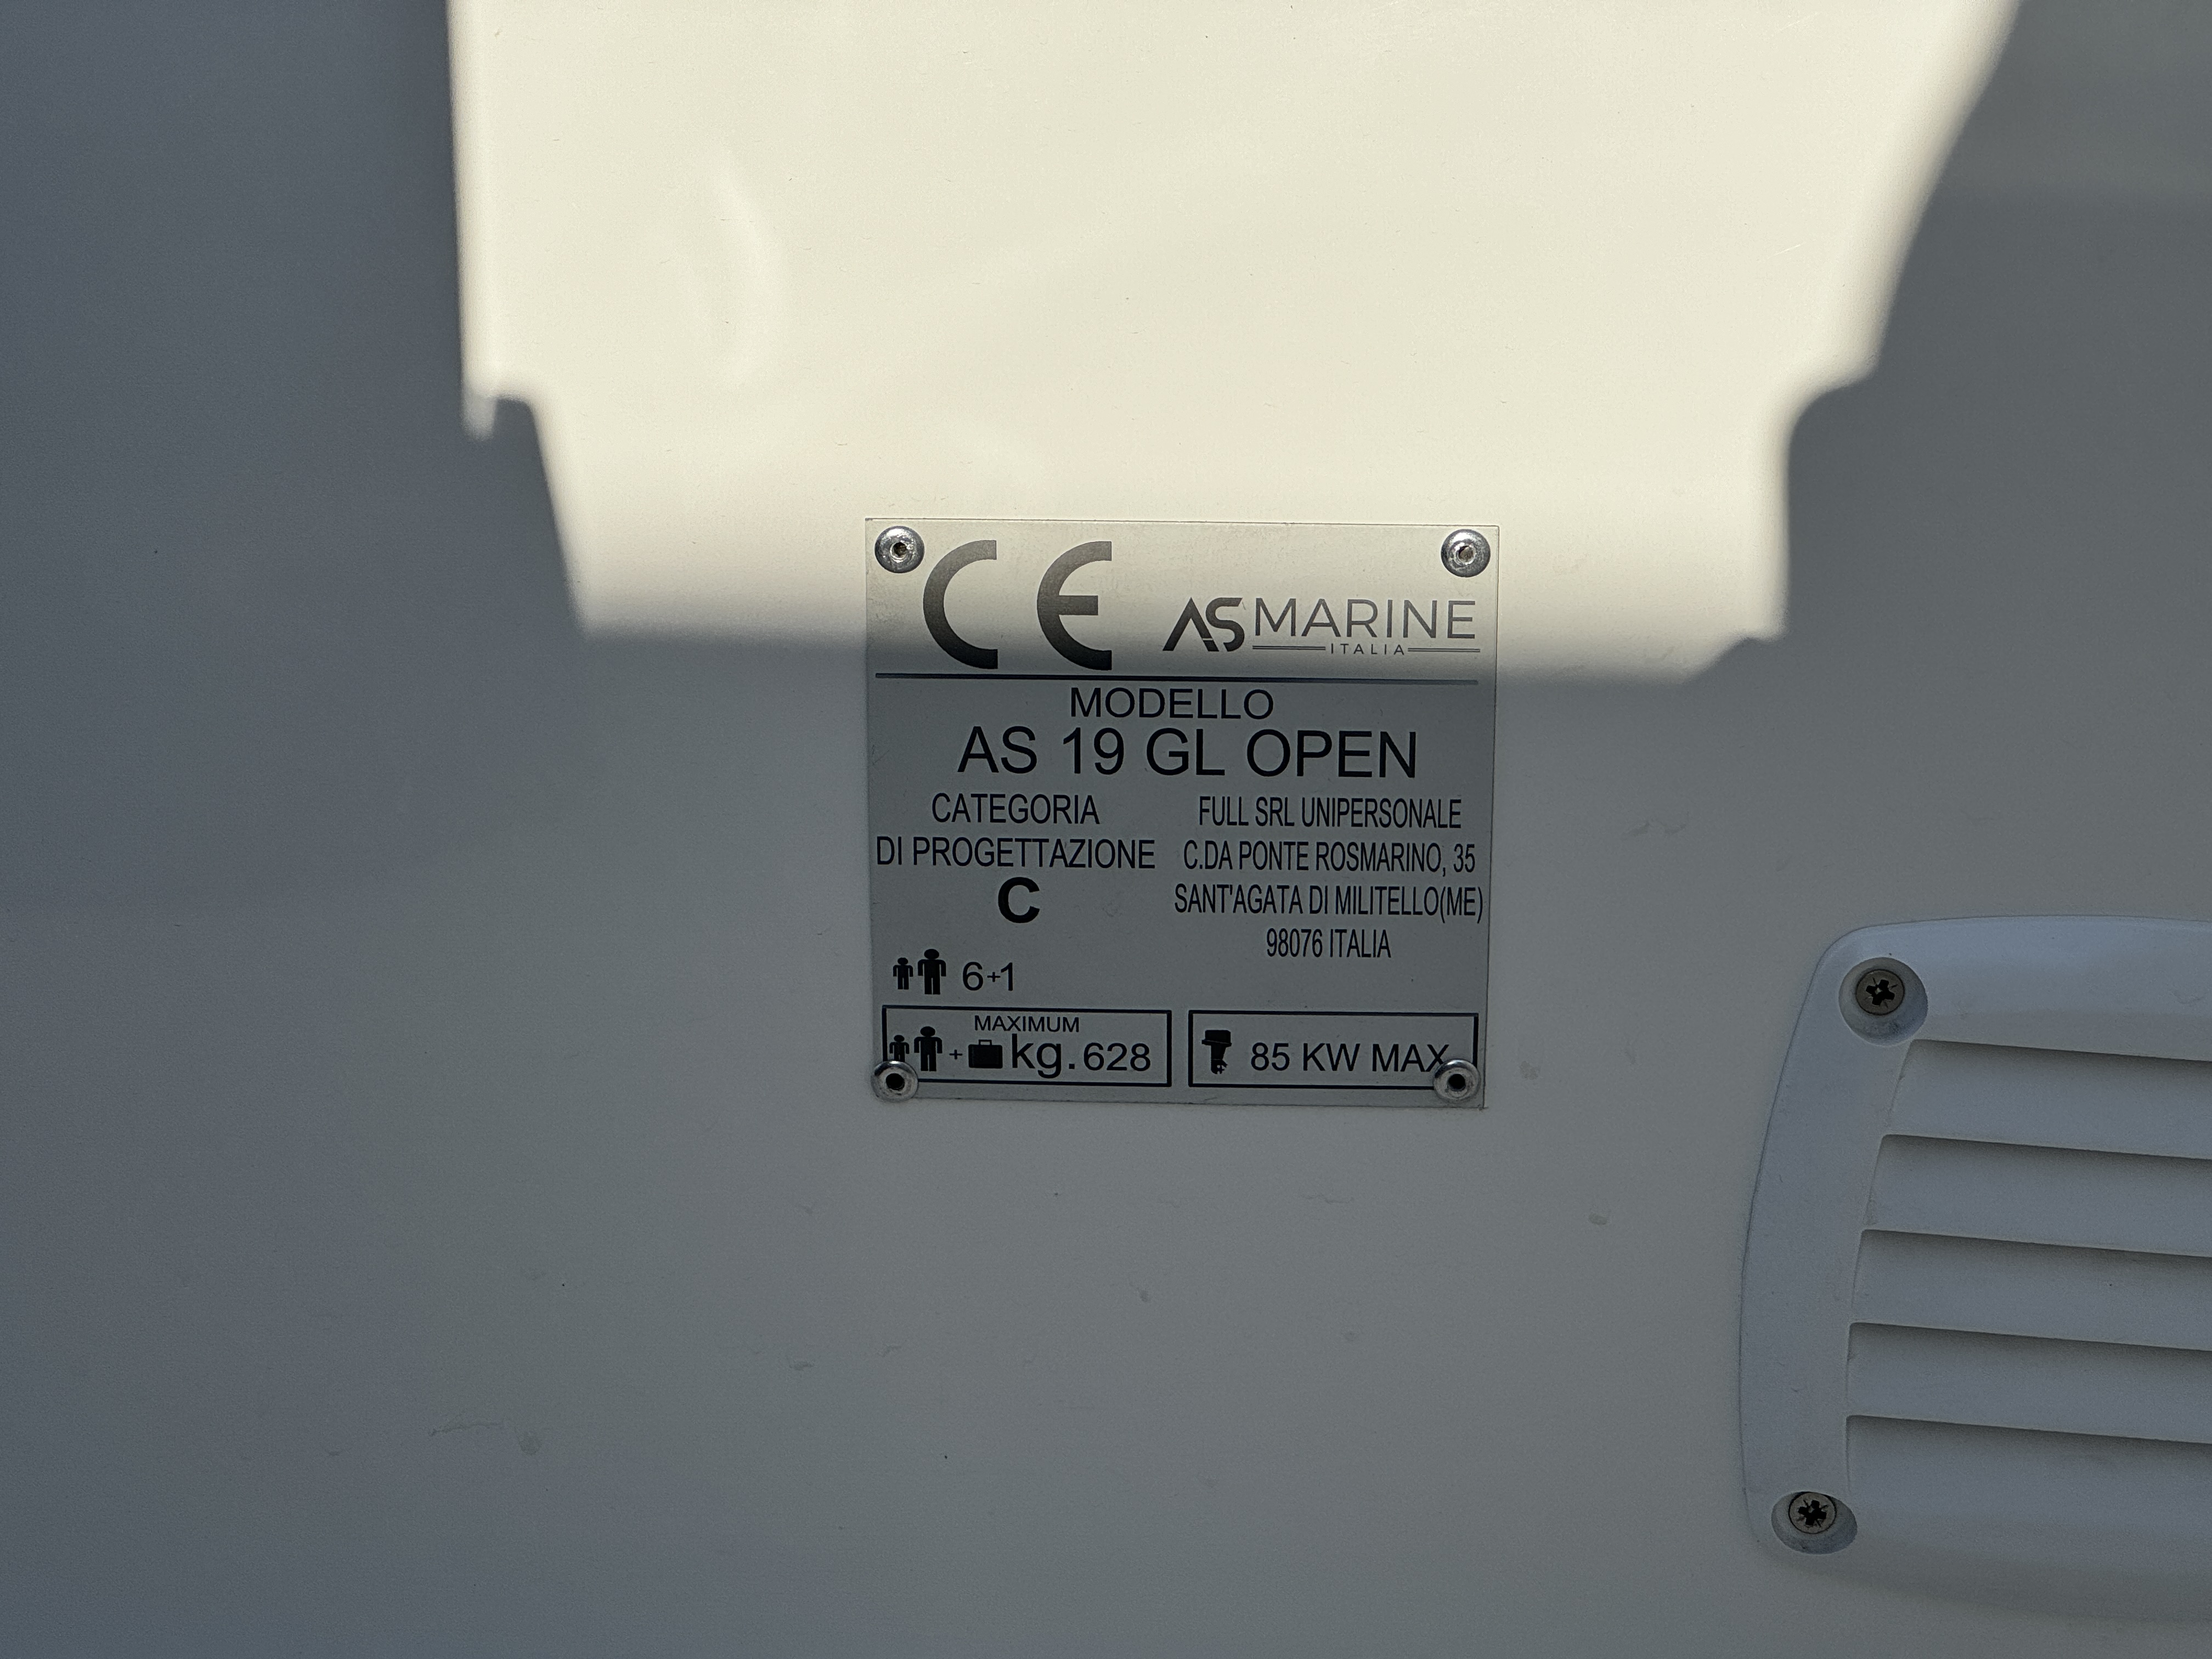 CE AS MARINE
ITALIA
MODELLO
AS 19 GL OPEN
CATEGORIA
DI PROGETTAZIONE
C
FULL SRL UNIPERSONALE
C.DA PONTE ROSMARINO, 35
SANT'AGATA DI MILITELLO(ME)
98076 ITALIA
6+1
MAXIMUM
+ kg. 628
85 KW MAX